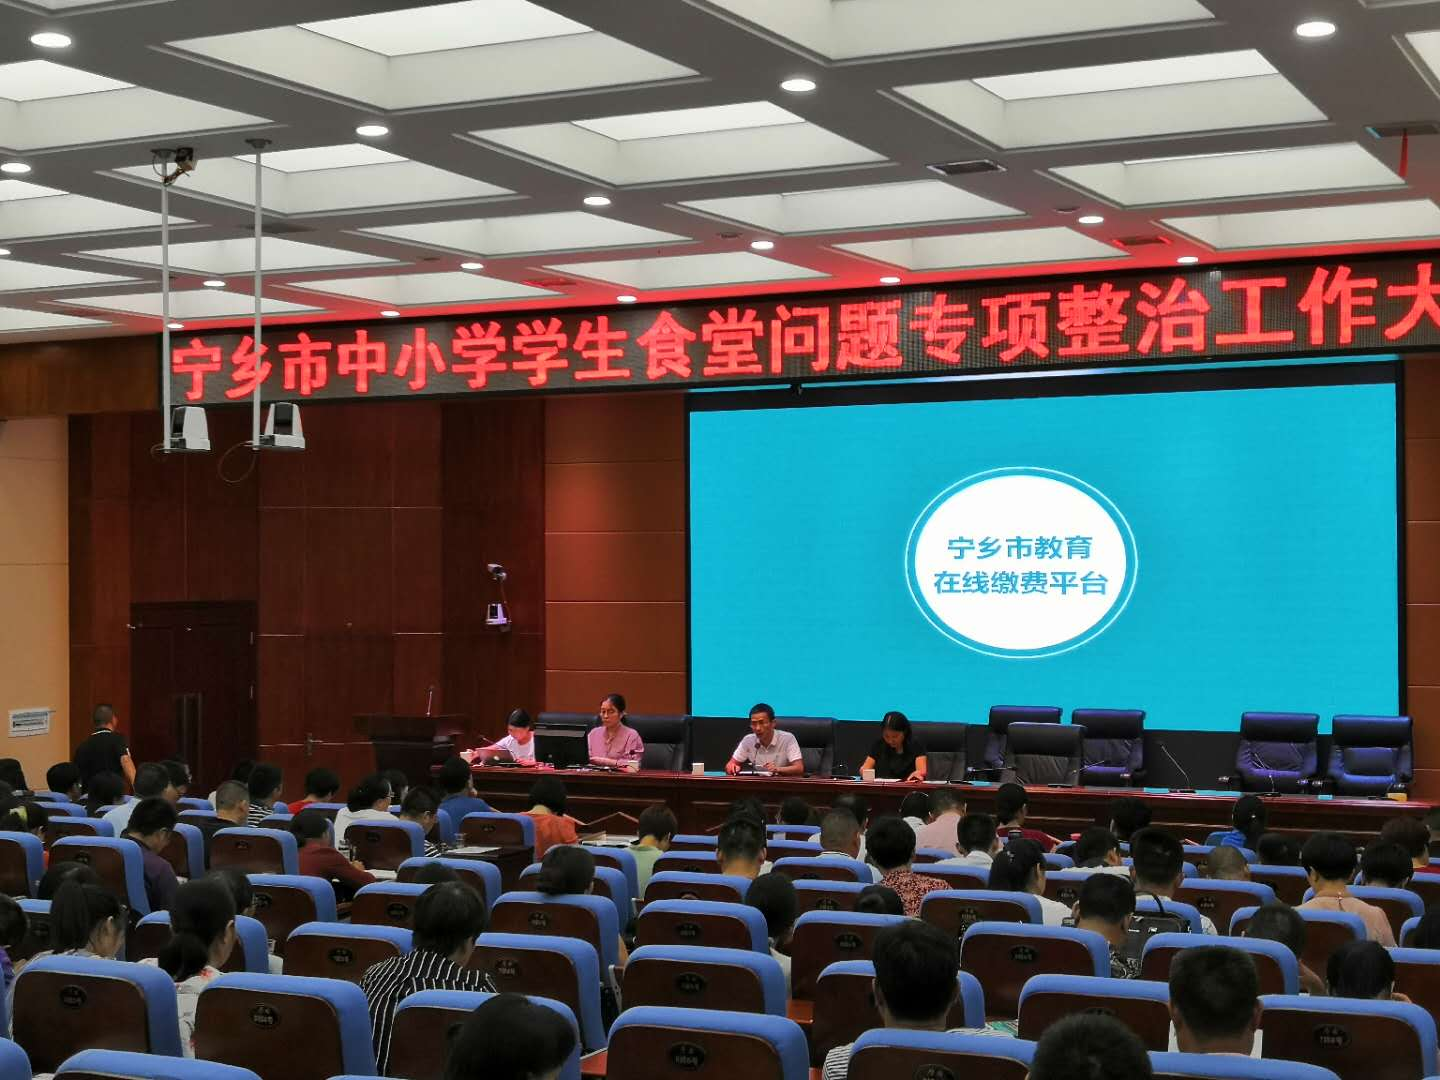 宁乡市中小学学生食堂问题专项整治工作大
宁乡市教育
在线缴费平台